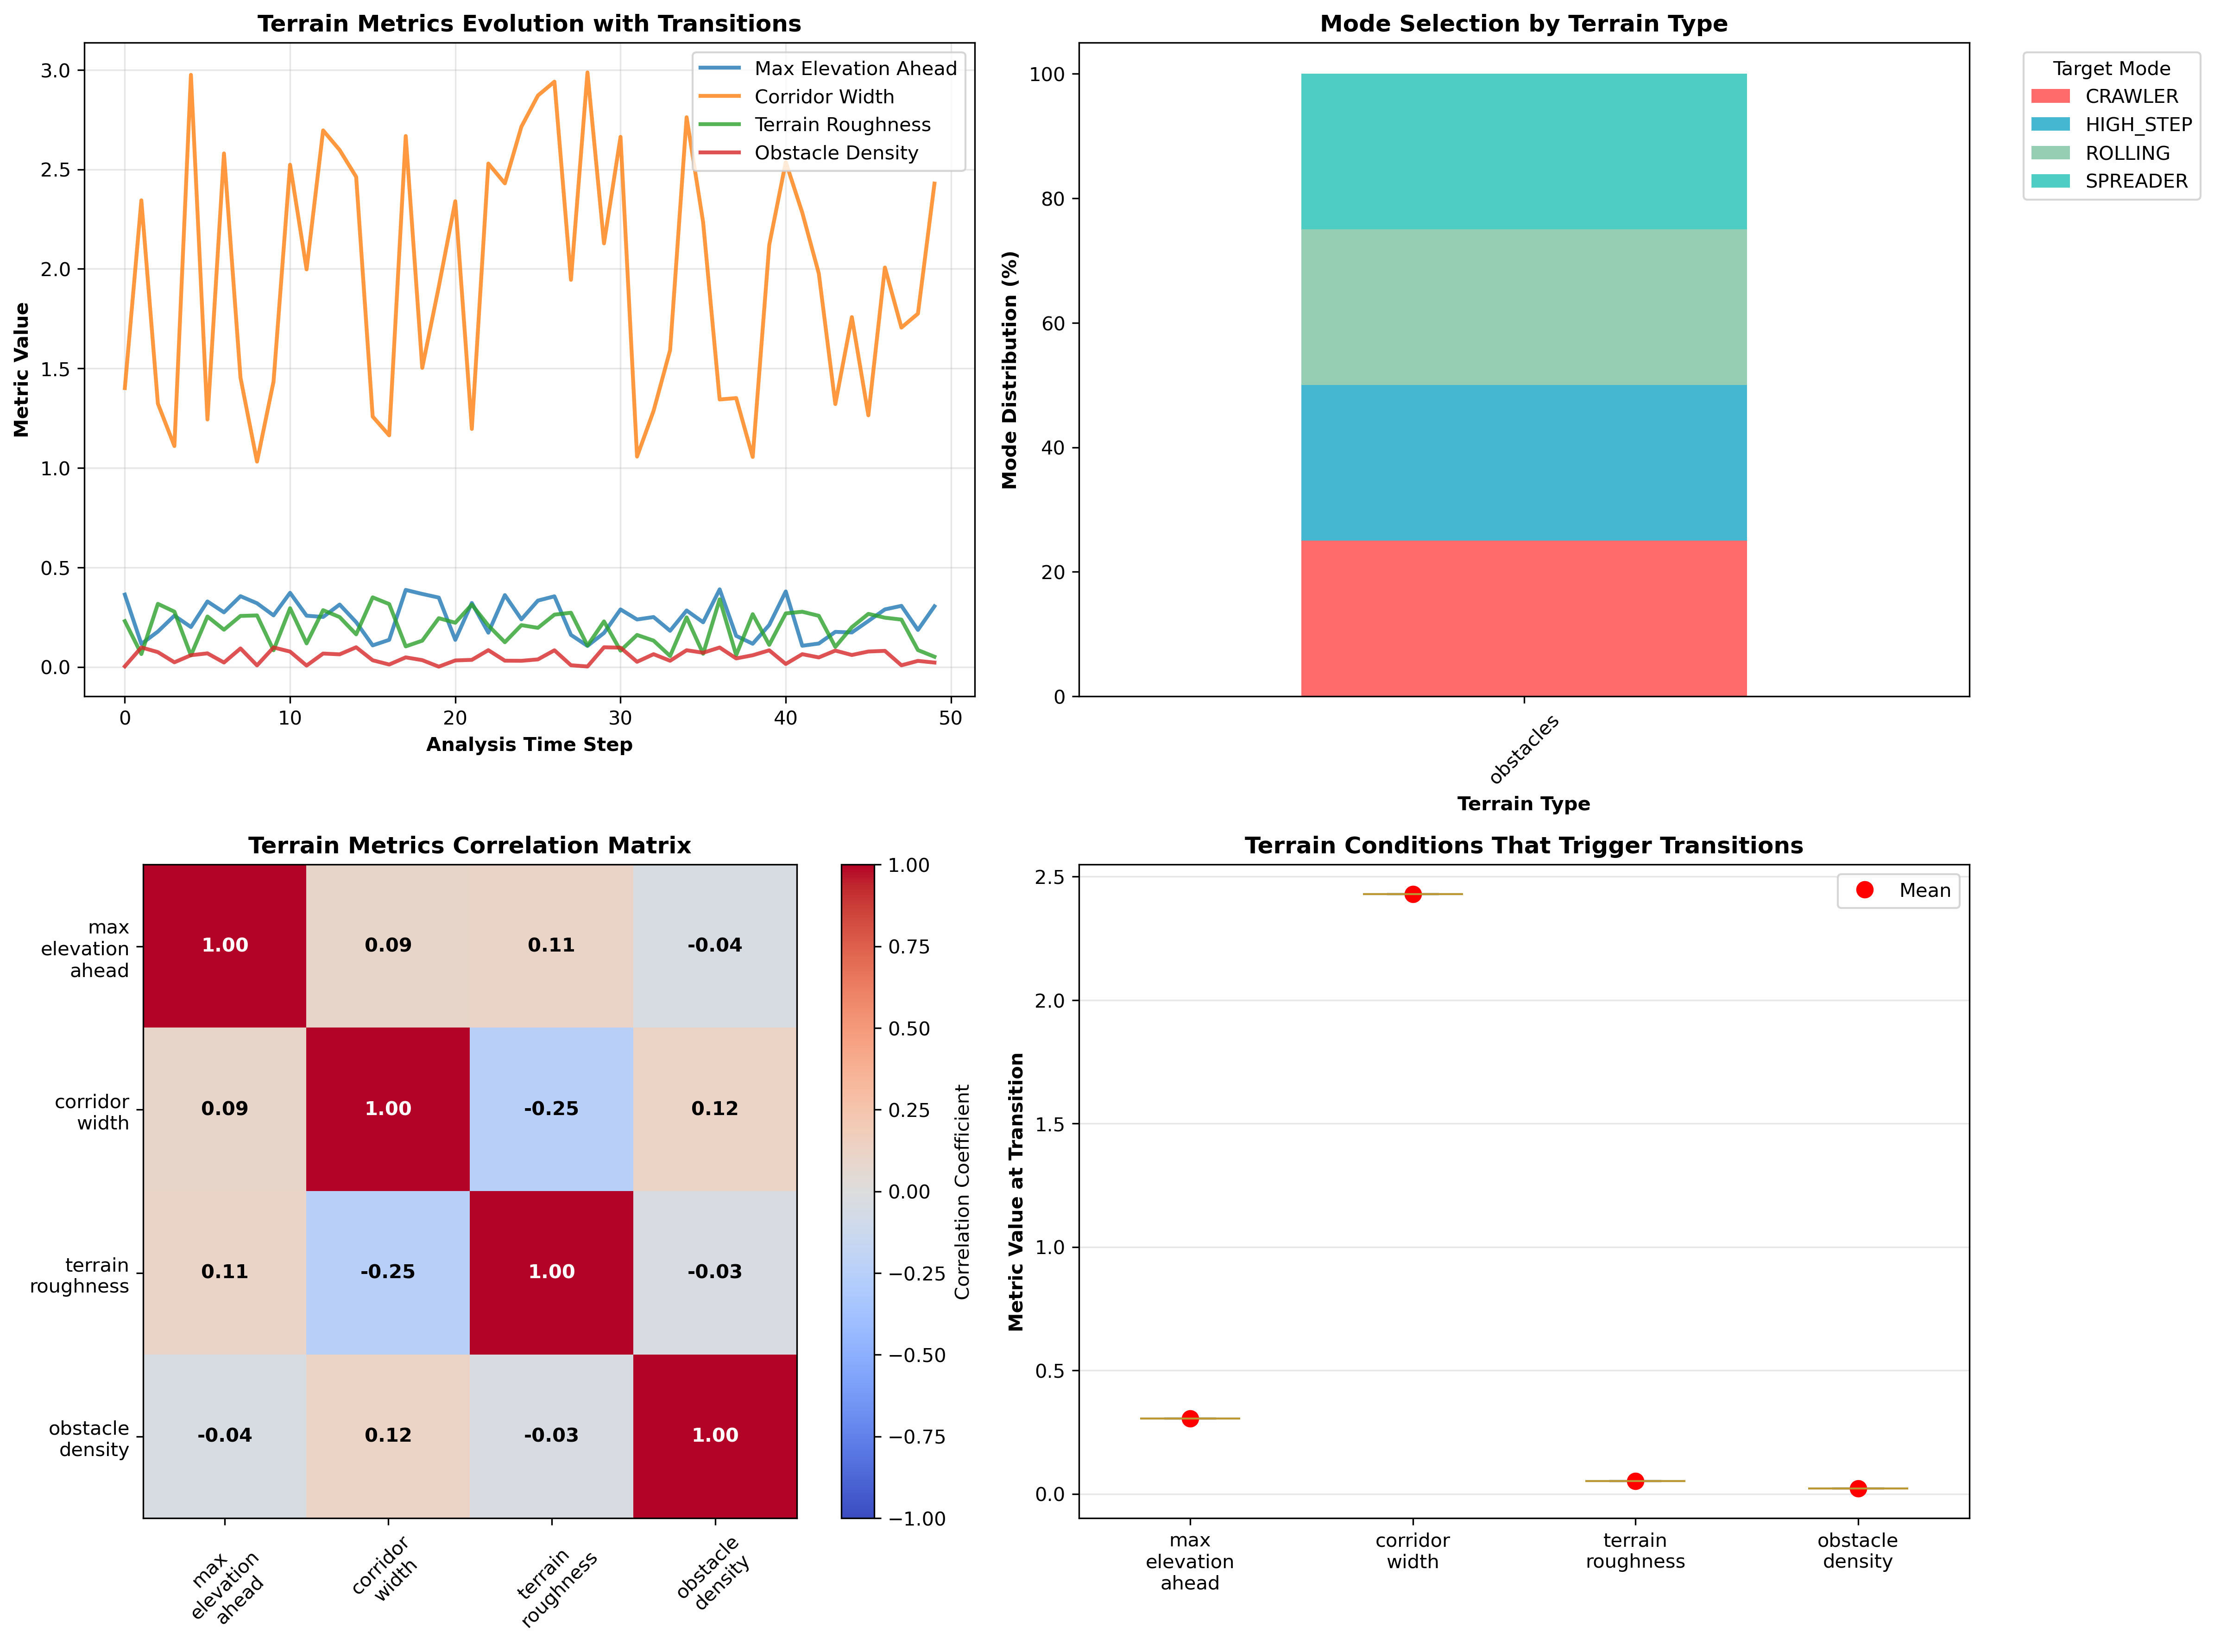 Terrain Metrics Evolution with Transitions
Max Elevation Ahead
Corridor Width
Terrain Roughness
Obstacle Density
Metric Value
3.0
2.5
2.0
1.5
1.0
0.5
0.0
0 10 20 30 40 50
Analysis Time Step
Mode Selection by Terrain Type
Target Mode
CRAWLER
HIGH_STEP
ROLLING
SPREADER
Mode Distribution (%)
100
80
60
40
20
0
obstacles
Terrain Type
Terrain Metrics Correlation Matrix
max
elevation
ahead
1.00 0.09 0.11 -0.04
corridor
width
0.09 1.00 -0.25 0.12
terrain
roughness
0.11 -0.25 1.00 -0.03
obstacle
density
-0.04 0.12 -0.03 1.00
max
elevation
ahead
corridor
width
terrain
roughness
obstacle
density
1.00
0.75
0.50
0.25
0.00
−0.25
−0.50
−0.75
−1.00
Correlation Coefficient
Terrain Conditions That Trigger Transitions
Mean
Metric Value at Transition
2.5
2.0
1.5
1.0
0.5
0.0
max
elevation
ahead
corridor
width
terrain
roughness
obstacle
density